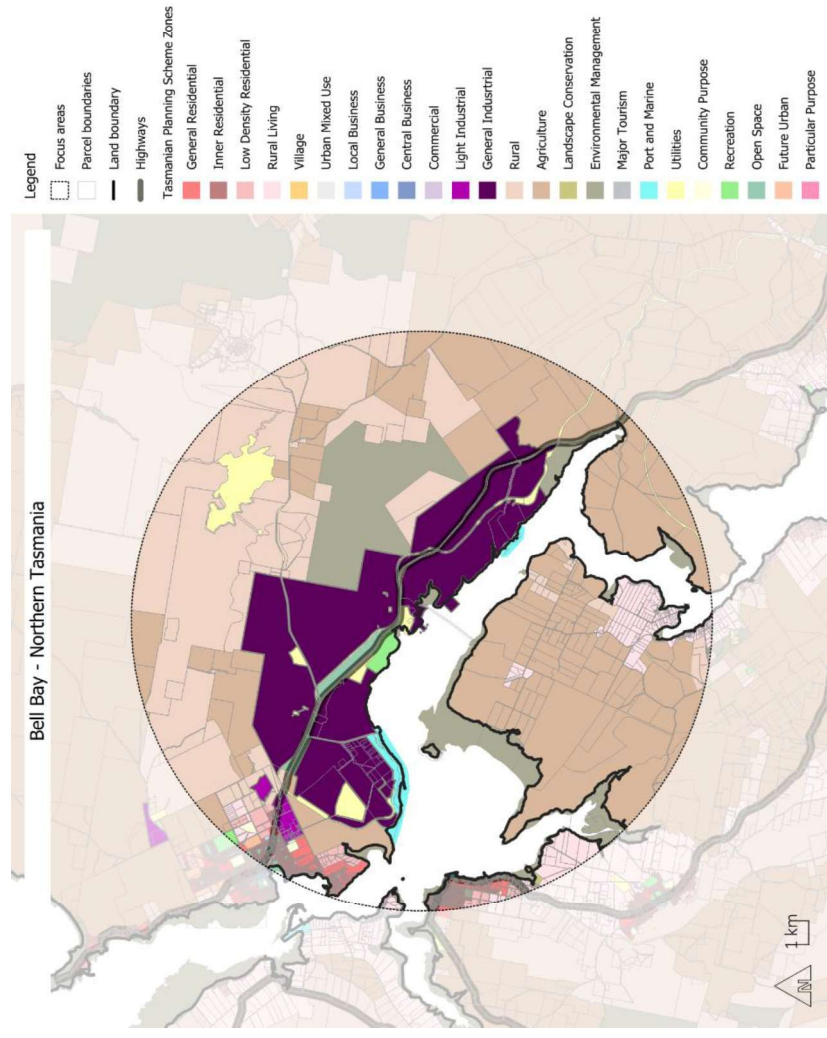 Bell Bay - Northern Tasmania
Legend
Focus areas
Parcel boundaries
Land boundary
Highways
Tasmanian Planning Scheme Zones
General Residential
Inner Residential
Low Density Residential
Rural Living
Village
Urban Mixed Use
Local Business
General Business
Central Business
Commercial
Light Industrial
General Indusrtrial
Rural
Agriculture
Landscape Conservation
Environmental Management
Major Tourism
Port and Marine
Utilities
Community Purpose
Recreation
Open Space
Future Urban
Particular Purpose
N
1 km